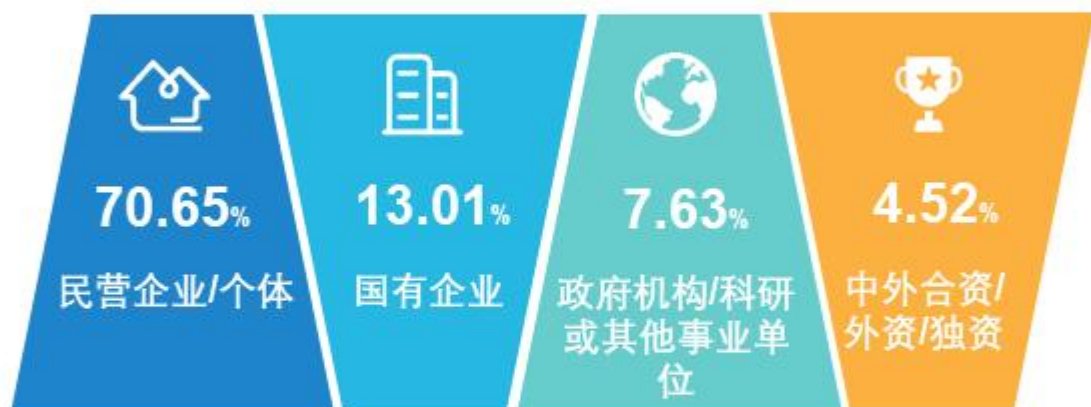 70.65%
民营企业/个体
13.01%
国有企业
7.63%
政府机构/科研
或其他事业单
位
4.52%
中外合资/
外资/独资